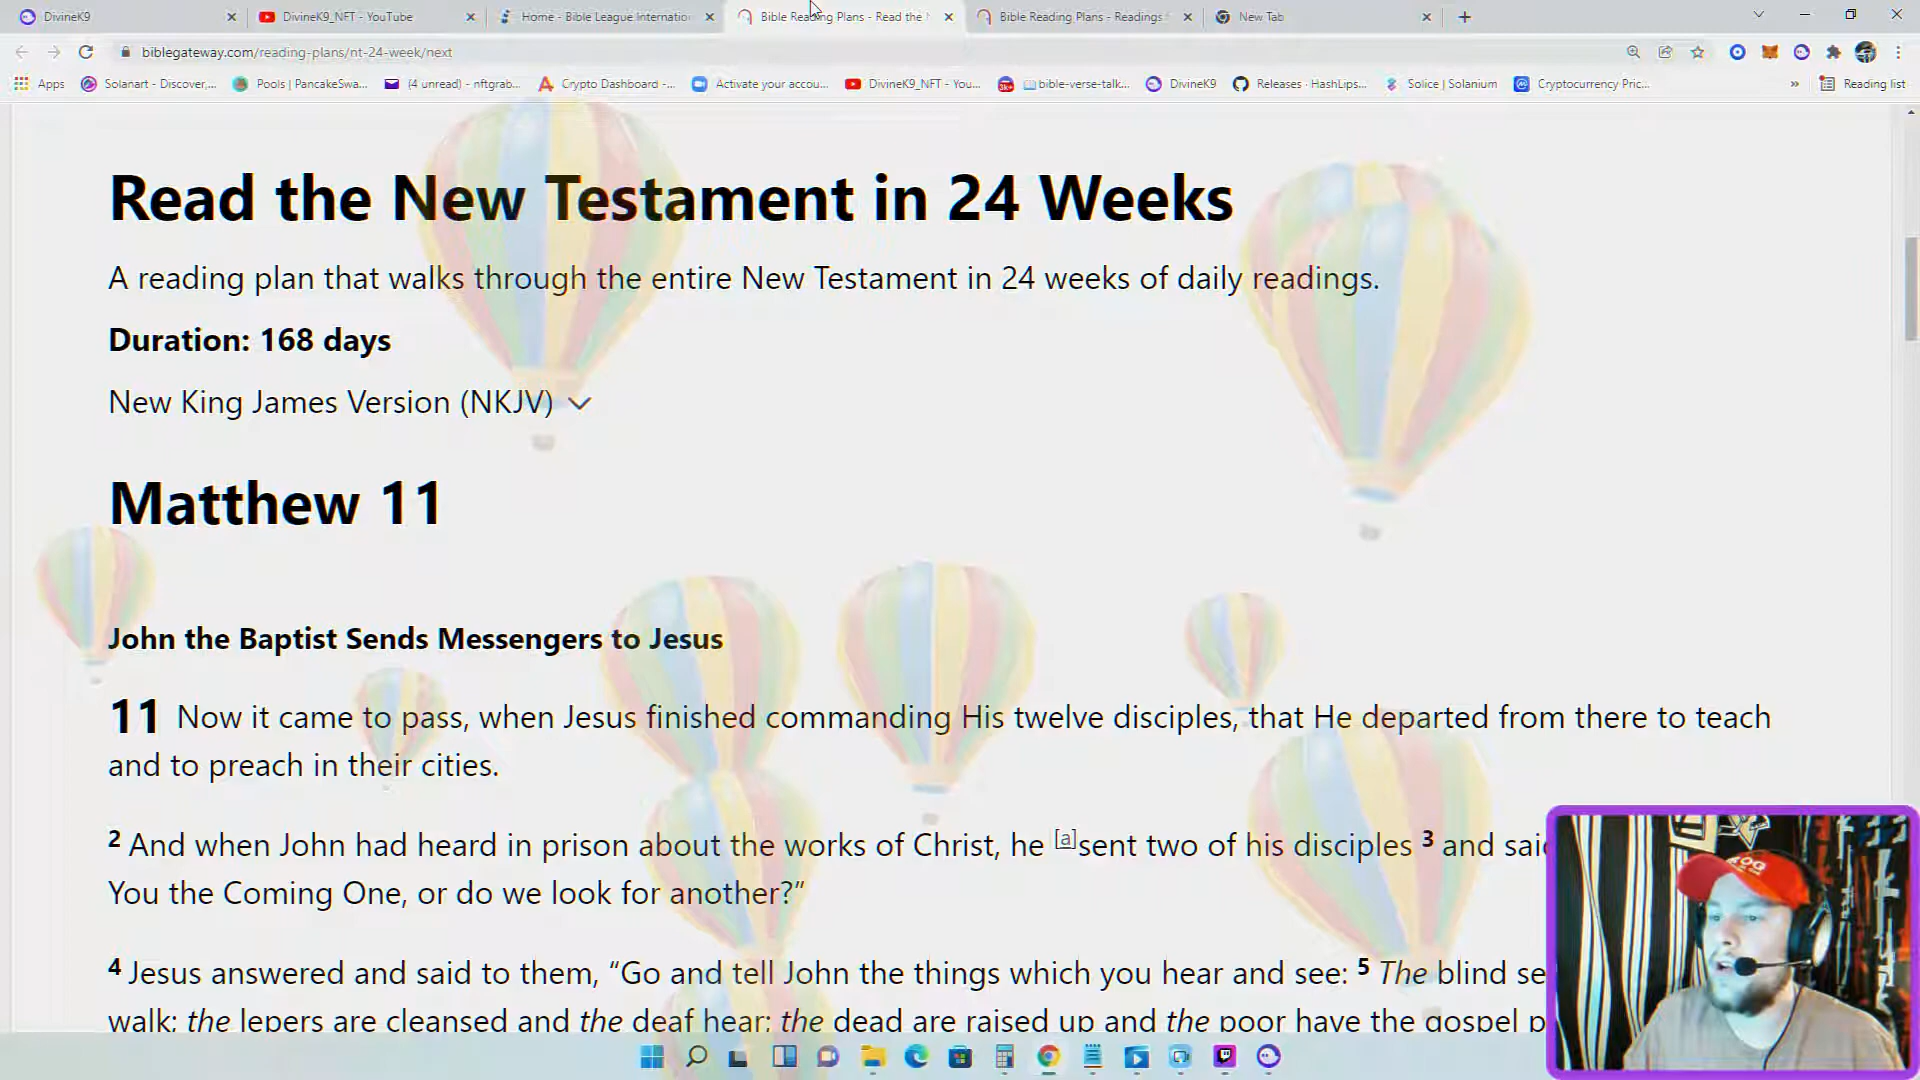 DivineK9
DivineK9_NFT - YouTube
Home - Bible League Internatio
Bible Reading Plans - Read the
Bible Reading Plans - Readings
New Tab
biblegateway.com/reading-plans/nt-24-week/next
Apps
Solanart - Discover,...
Pools | PancakeSwa...
(4 unread) - nftgrab...
Crypto Dashboard -...
Activate your accou...
DivineK9_NFT - You...
bible-verse-talk...
DivineK9
Releases · HashLips...
Solice | Solanium
Cryptocurrency Pric...
»
Reading list
Read the New Testament in 24 Weeks
A reading plan that walks through the entire New Testament in 24 weeks of daily readings.
Duration: 168 days
New King James Version (NKJV)
Matthew 11
John the Baptist Sends Messengers to Jesus
11 Now it came to pass, when Jesus finished commanding His twelve disciples, that He departed from there to teach
and to preach in their cities.
2 And when John had heard in prison about the works of Christ, he [a]sent two of his disciples 3 and said
You the Coming One, or do we look for another?”
4 Jesus answered and said to them, “Go and tell John the things which you hear and see: 5 The blind se
walk; the lepers are cleansed and the deaf hear; the dead are raised up and the poor have the gospel p